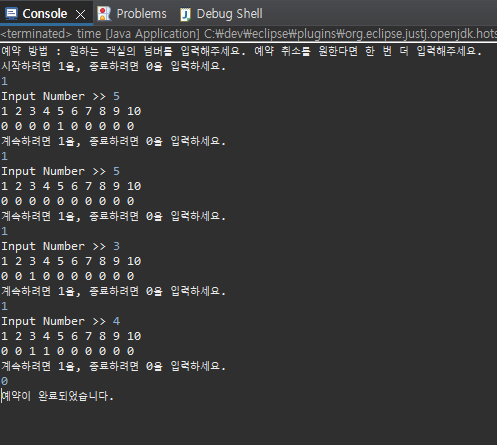 Console Problems Debug Shell
<terminated> time [Java Application] C:₩dev₩eclipse₩plugins₩org.eclipse.justj.openjdk.hots
예약 방법 : 원하는 객실의 넘버를 입력해주세요. 예약 취소를 원한다면 한 번 더 입력해주세요.
시작하려면 1을, 종료하려면 0을 입력하세요.
1
Input Number >> 5
1 2 3 4 5 6 7 8 9 10
0 0 0 0 1 0 0 0 0 0
계속하려면 1을, 종료하려면 0을 입력하세요.
1
Input Number >> 5
1 2 3 4 5 6 7 8 9 10
0 0 0 0 0 0 0 0 0 0
계속하려면 1을, 종료하려면 0을 입력하세요.
1
Input Number >> 3
1 2 3 4 5 6 7 8 9 10
0 0 1 0 0 0 0 0 0 0
계속하려면 1을, 종료하려면 0을 입력하세요.
1
Input Number >> 4
1 2 3 4 5 6 7 8 9 10
0 0 1 1 0 0 0 0 0 0
계속하려면 1을, 종료하려면 0을 입력하세요.
0
예약이 완료되었습니다.